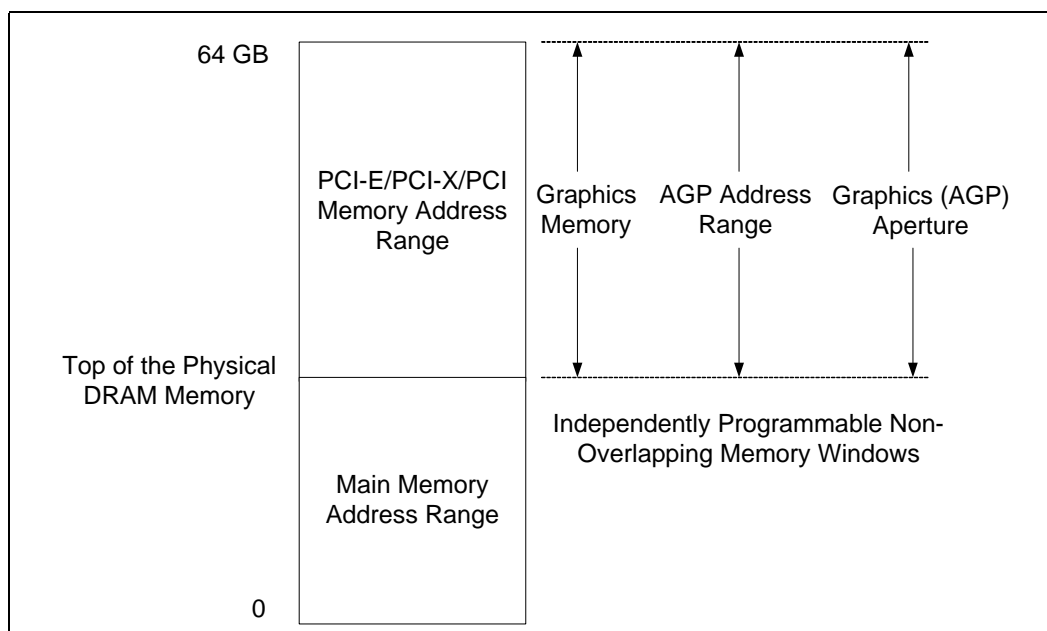 64 GB
PCI-E/PCI-X/PCI
Memory Address
Range
Graphics
Memory
AGP Address
Range
Graphics (AGP)
Aperture
Top of the Physical
DRAM Memory
Independently Programmable Non-
Overlapping Memory Windows
Main Memory
Address Range
0